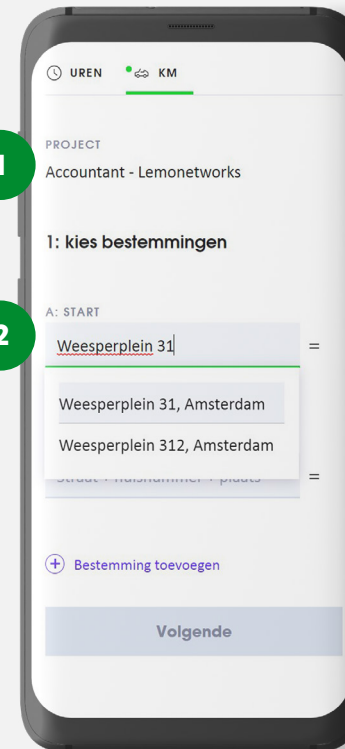 UREN KM
PROJECT
1
Accountant - Lemonetworks
1: kies bestemmingen
A: START
2
Weesperplein 31 =
Weesperplein 31, Amsterdam
Weesperplein 312, Amsterdam
Straat + huisnummer + plaats =
Bestemming toevoegen
Volgende